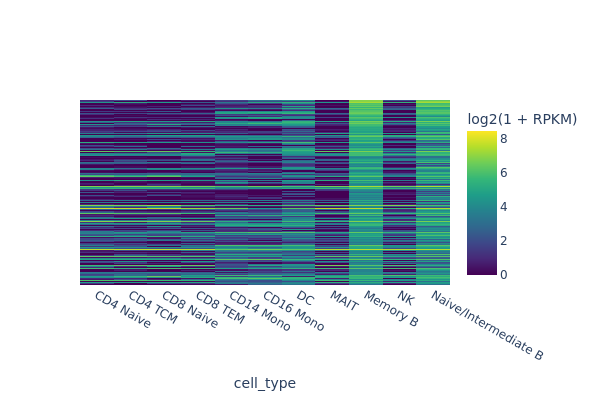 log2(1 + RPKM)
8
6
4
2
0
CD4 Naive
CD4 TCM
CD8 Naive
CD8 TEM
CD14 Mono
CD16 Mono
DC
MAIT
Memory B
NK
Naive/Intermediate B
cell_type